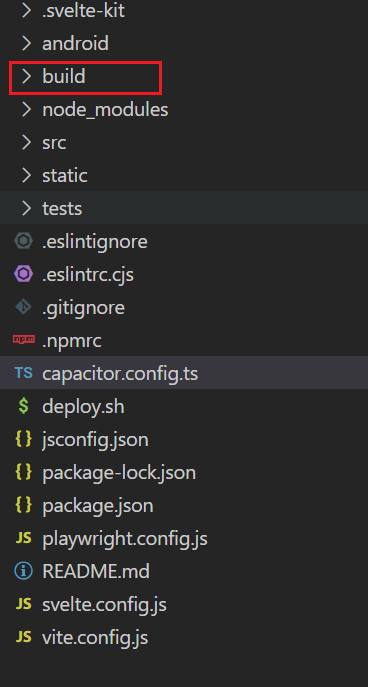 .svelte-kit
android
build
node_modules
src
static
tests
.eslintignore
.eslintrc.cjs
.gitignore
.npmrc
TS capacitor.config.ts
$ deploy.sh
{} jsconfig.json
{} package-lock.json
{} package.json
JS playwright.config.js
README.md
JS svelte.config.js
JS vite.config.js